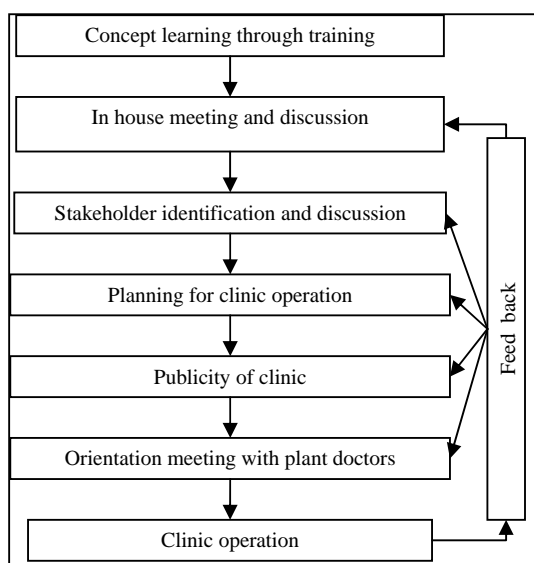 Concept learning through training
In house meeting and discussion
Stakeholder identification and discussion
Planning for clinic operation
Publicity of clinic
Orientation meeting with plant doctors
Clinic operation
Feed back